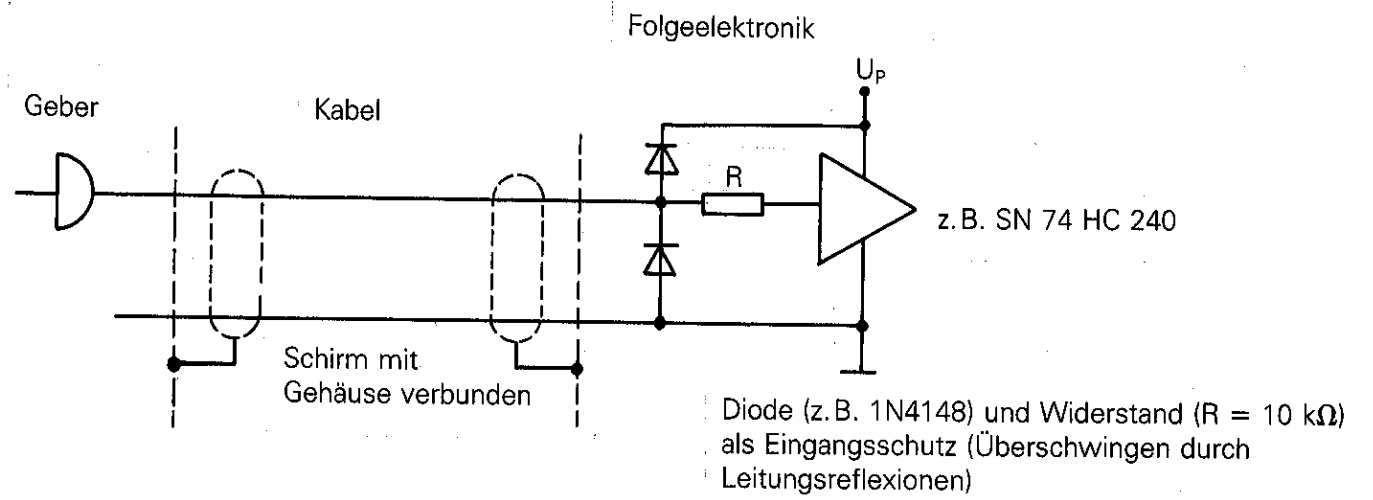 Folgeelektronik
U_P
Geber
Kabel
R
z.B. SN 74 HC 240
Schirm mit
Gehäuse verbunden
Diode (z.B. 1N4148) und Widerstand (R = 10 kΩ)
als Eingangsschutz (Überschwingen durch
Leitungsreflexionen)